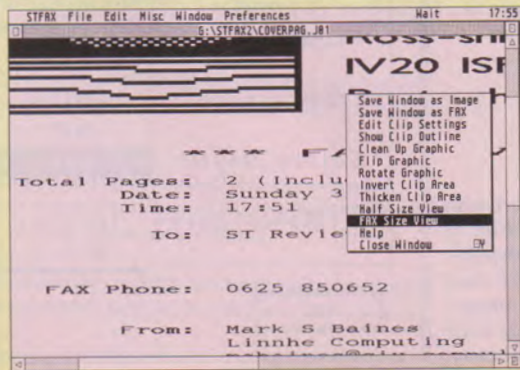 STFAX File Edit Misc Window Preferences Wait 17:55
G:\STFAX2\COVERPAG.J01
Ross-shi
IV20 ISF
Save Window as Image
Save Window as FAX
Edit Clip Settings
Show Clip Outline
Clean Up Graphic
Flip Graphic
Rotate Graphic
Invert Clip Area
Thicken Clip Area
Half Size View
FAX Size View
Help
Close Window
*** F
Total Pages: 2 (Inclu
Date: Sunday 3
Time: 17:51
To: ST Revie
FAX Phone: 0625 850652
From: Mark S Baines
Linnhe Computing